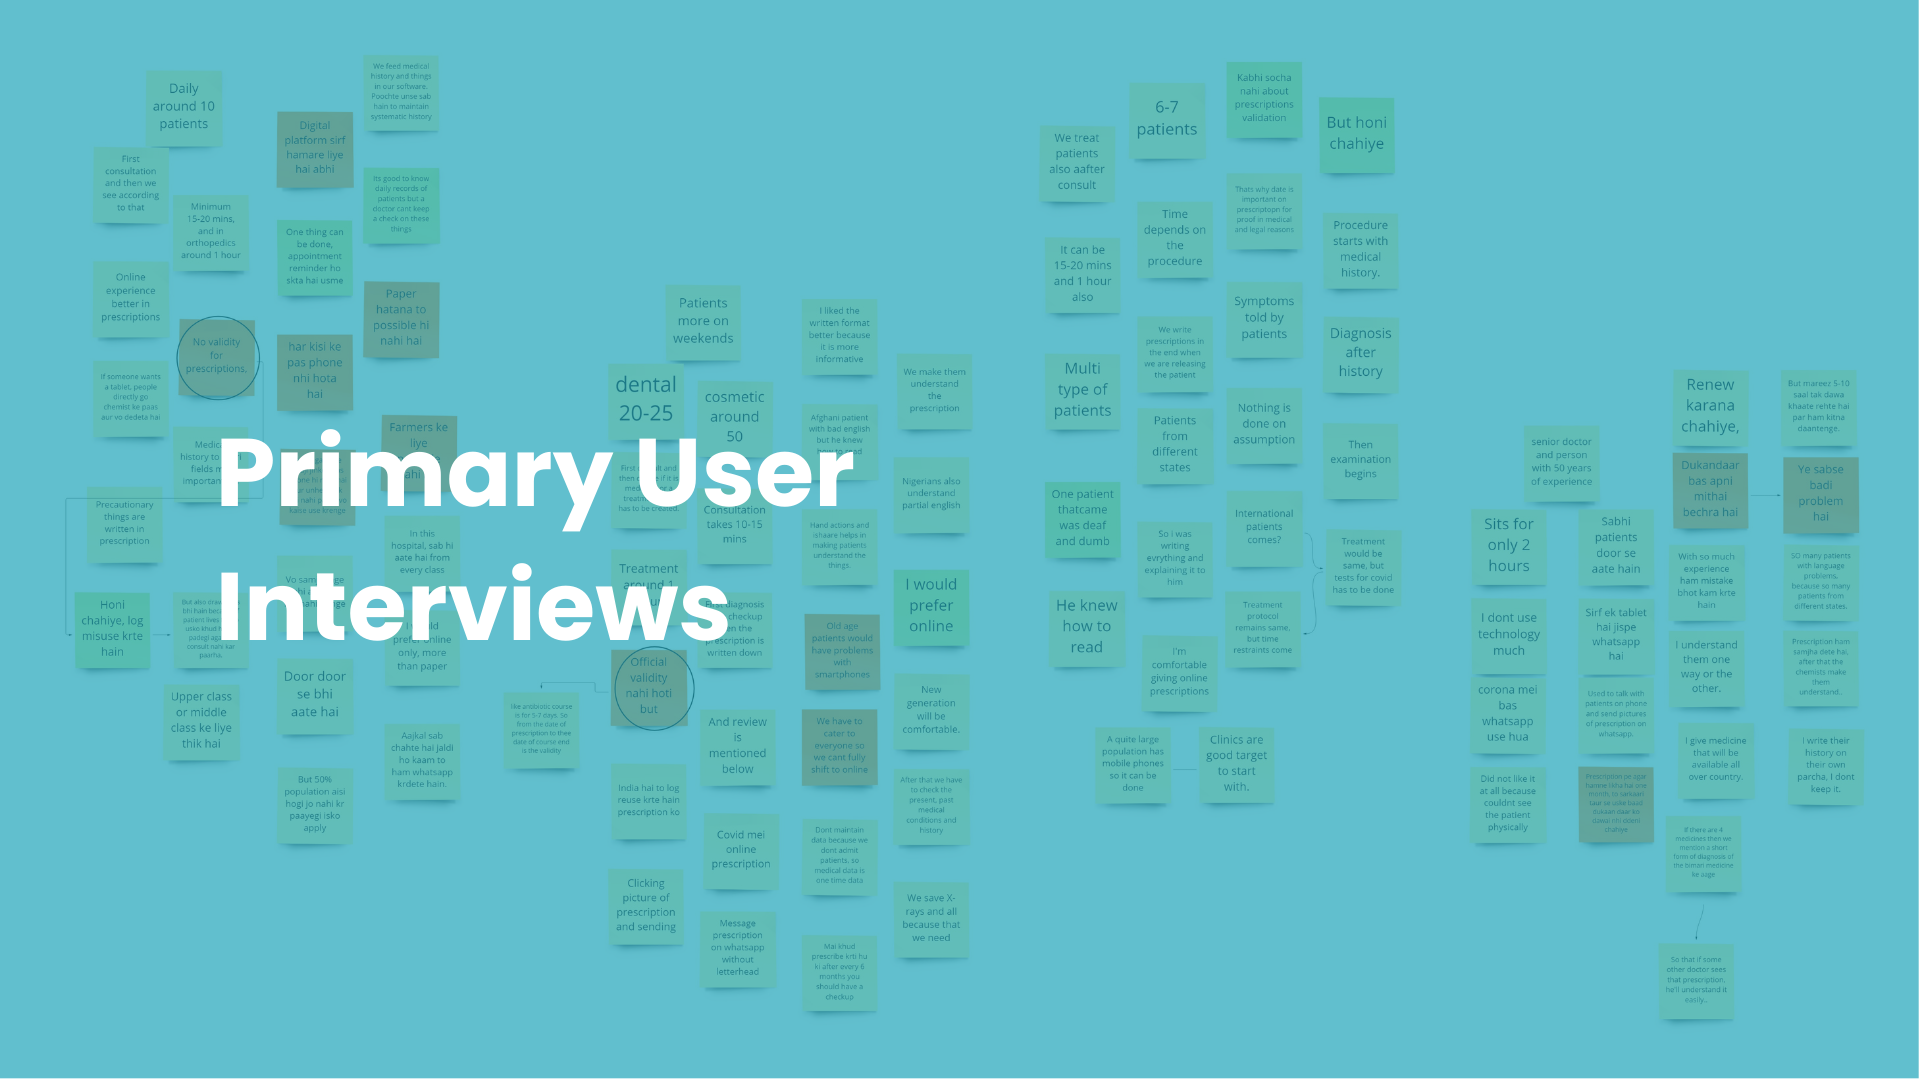 Primary User
Interviews
Daily
around 10
patients
First
consultation
and then we
see according
to that
Minimum
15-20 mins,
and in
orthopedics
around 1 hour
Online
experience
better in
prescriptions
No validity
for
prescriptions.
If someone wants
a tablet, people
directly go
chemist ke paas
aur vo dedeta hai
Precautionary
things are
written in
prescription
Honi
chahiye, log
misuse krte
hain
Upper class
or middle
class ke liye
thik hai
Digital
platform sirf
hamare liye
hai abhi
One thing can
be done,
appointment
reminder ho
skta hai usme
har kisi ke
pas phone
nhi hota
hai
Door door
se bhi
aate hai
But 50%
population aisi
hogi jo nahi kr
paayegi isko
apply
We feed medical
history and things
in our software.
Poochte unse sab
hain to maintain
systematic history
Its good to know
daily records of
patients but a
doctor cant keep
a check on these
things
Paper
hatana to
possible hi
nahi hai
Farmers ke
liye
In this
hospital, sab hi
aate hai from
every class
only, more
than paper
Aajkal sab
chahte hai jaldi
ho kaam to
ham whatsapp
krdete hain.
like antibiotic course
is for 5-7 days. So
from the date of
prescription to thee
date of course end
is the validity
Patients
more on
weekends
dental
20-25
cosmetic
around
50
Consultation
takes 10-15
mins
Treatment
Official
validity
nahi hoti
but
And review
is
mentioned
below
India hai to log
reuse krte hain
prescription ko
Covid mei
online
prescription
Clicking
picture of
prescription
and sending
Message
prescription
on whatsapp
without
letterhead
I liked the
written format
better because
it is more
informative
Afghani patient
with bad english
but he knew
how to read
Hand actions and
ishaare helps in
making patients
understand the
things.
Old age
patients would
have problems
with
smartphones
We have to
cater to
everyone so
we cant fully
shift to online
Dont maintain
data because we
dont admit
patients, so
medical data is
one time data
Mai khud
prescribe krti hu
ki after every 6
months you
should have a
checkup
We make them
understand
the
prescription
Nigerians also
understand
partial english
I would
prefer
online
New
generation
will be
comfortable.
After that we have
to check the
present, past
medical
conditions and
history
We save X-
rays and all
because that
we need
We treat
patients
also aafter
consult
It can be
15-20 mins
and 1 hour
also
Multi
type of
patients
One patient
thatcame
was deaf
and dumb
He knew
how to
read
6-7
patients
Time
depends on
the
procedure
We write
prescriptions in
the end when
we are releasing
the patient
Patients
from
different
states
So i was
writing
evrything and
explaining it to
him
I'm
comfortable
giving online
prescriptions
A quite large
population has
mobile phones
so it can be
done
Clinics are
good target
to start
with.
Kabhi socha
nahi about
prescriptions
validation
Thats why date is
important on
prescriptopn for
proof in medical
and legal reasons
Symptoms
told by
patients
Nothing is
done on
assumption
International
patients
comes?
Treatment
protocol
remains same,
but time
restraints come
But honi
chahiye
Procedure
starts with
medical
history.
Diagnosis
after
history
Then
examination
begins
Treatment
would be
same, but
tests for covid
has to be done
senior doctor
and person
with 50 years
of experience
Sits for
only 2
hours
I dont use
technology
much
corona mei
bas
whatsapp
use hua
Did not like it
at all because
couldnt see
the patient
physically
Sabhi
patients
door se
aate hain
Sirf ek tablet
hai jispe
whatsapp
hai
Used to talk with
patients on phone
and send pictures
of prescription on
whatsapp.
Renew
karana
chahiye,
Dukandaar
bas apni
mithai
bechra hai
With so much
experience
ham mistake
bhot kam krte
hain
I understand
them one
way or the
other.
I give medicine
that will be
available all
over country.
If there are 4
medicines then we
mention a short
form of diagnosis of
the biman medicine
ke aage
So that if some
other doctor sees
that prescription,
he'll understand it
easily..
But mareez 5-10
saal tak dawa
khaate rehte hai
par ham kitna
daantenge.
Ye sabse
badi
problem
hai
SO many patients
with language
problems,
because so many
patients from
different states.
Prescription ham
samjha dete hai,
after that the
chemists make
them
understand..
I write their
history on
their own
parcha, I dont
keep it.